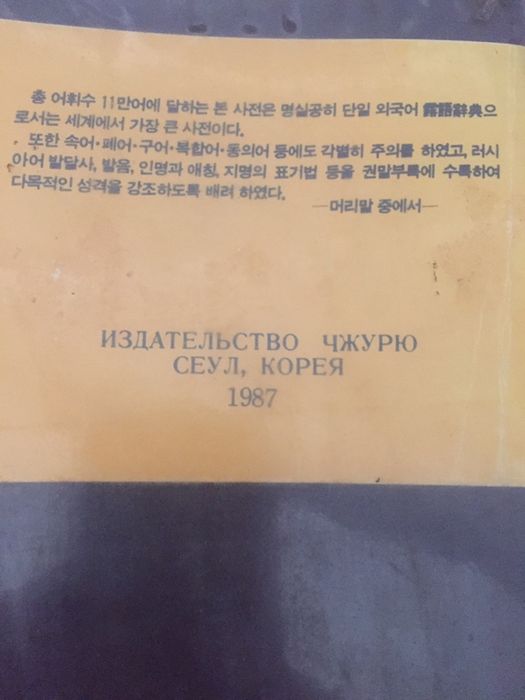 총 어휘수 11만어에 달하는 본 사전은 명실공히 단일 외국어 露語辭典으
로서는 세계에서 가장 큰 사전이다.
또한 속어·폐어·구어·복합어·동의어 등에도 각별히 주의를 하였고, 러시
아어 발달사, 발음, 인명과 애칭, 지명의 표기법 등을 권말부록에 수록하여
다목적인 성격을 강조하도록 배려 하였다.
—머리말 중에서—
ИЗДАТЕЛЬСТВО ЧЖУРЮ
СЕУЛ, КОРЕЯ
1987